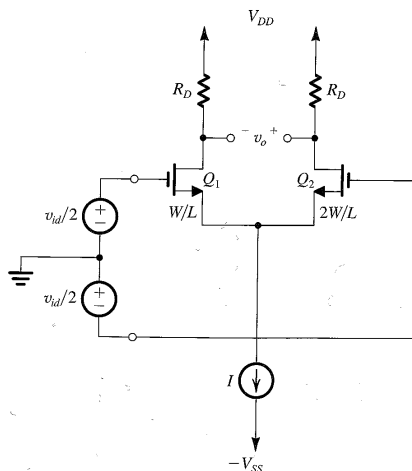 V_DD
R_D
R_D
− v_o +
Q_1
Q_2
W/L
2W/L
+
−
v_id/2
+
−
v_id/2
I
−V_SS